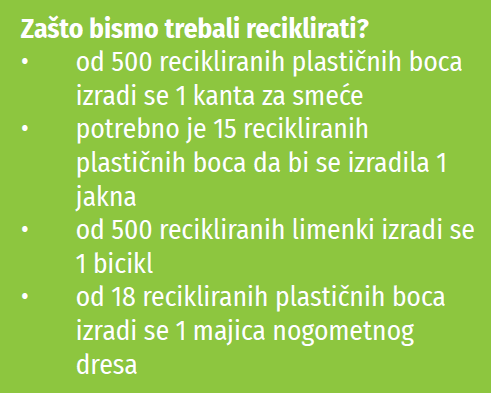 Zašto bismo trebali reciklirati?
• od 500 recikliranih plastičnih boca
izradi se 1 kanta za smeće
• potrebno je 15 recikliranih
plastičnih boca da bi se izradila 1
jakna
• od 500 recikliranih limenki izradi se
1 bicikl
• od 18 recikliranih plastičnih boca
izradi se 1 majica nogometnog
dresa